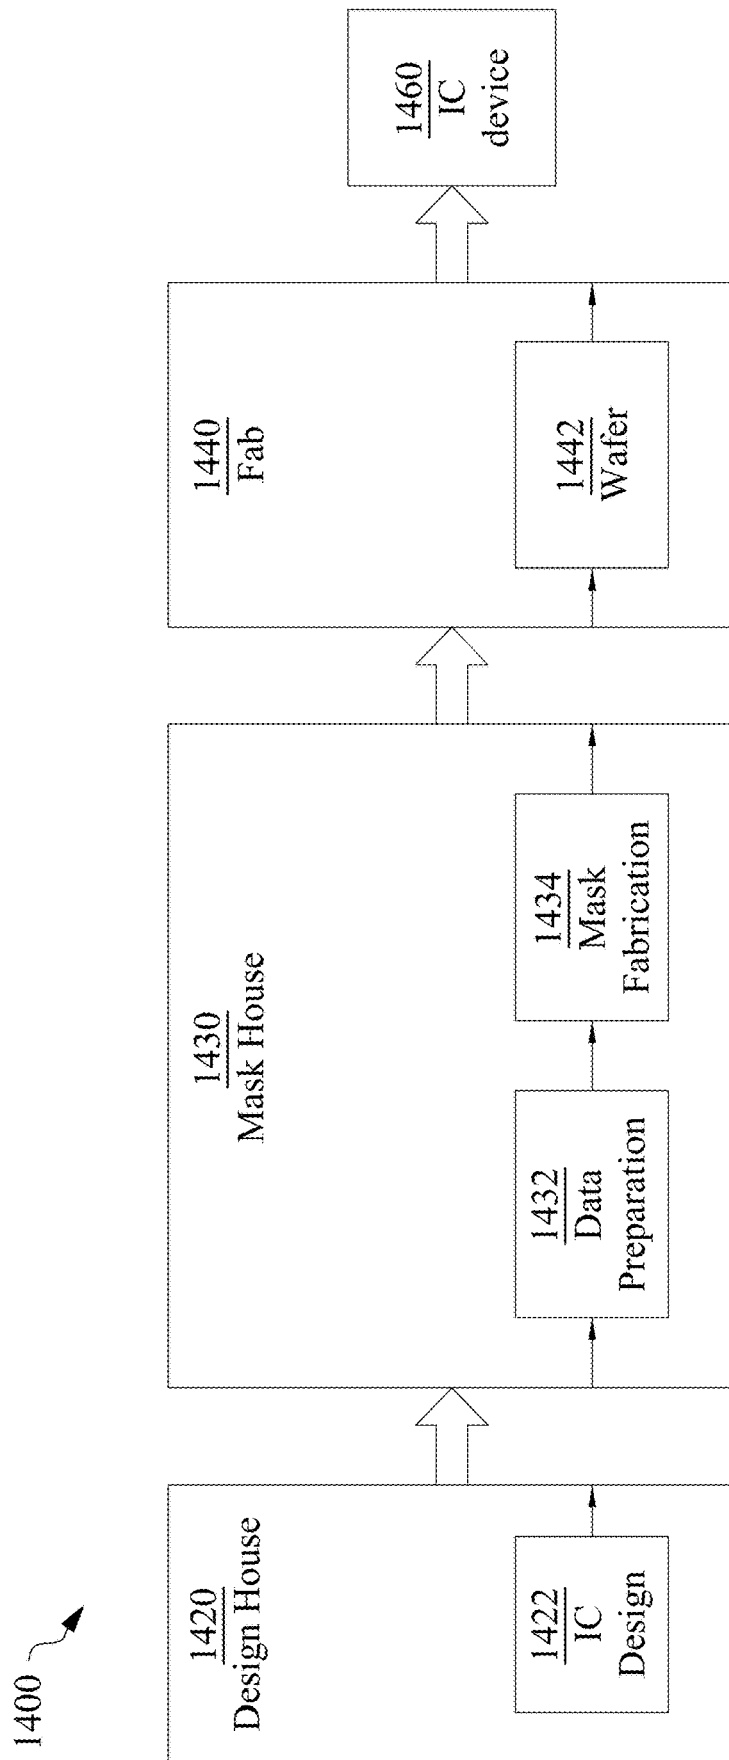 1400
1420
Design House
1422
IC
Design
1430
Mask House
1432
Data
Preparation
1434
Mask
Fabrication
1440
Fab
1442
Wafer
1460
IC
device